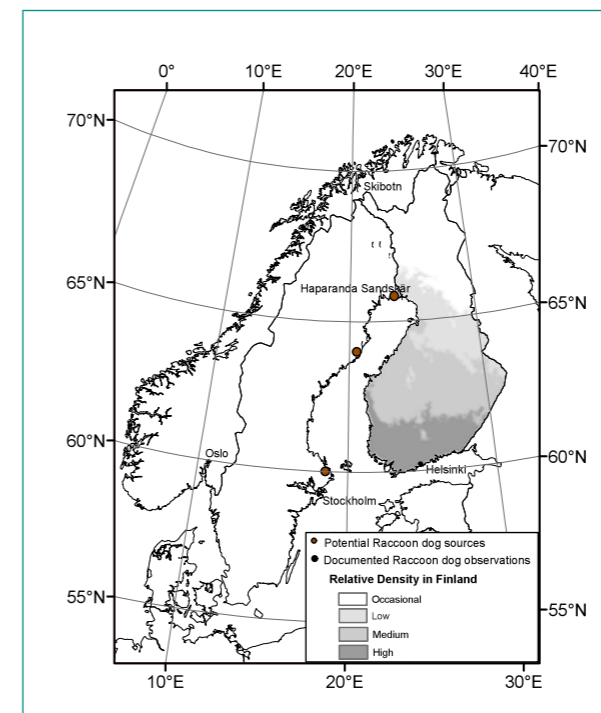 0° 10°E 20°E 30°E 40°E
70°N 70°N
Skibotn
65°N Haparanda Sandskär 65°N
60°N Oslo Helsinki 60°N
Stockholm
Potential Raccoon dog sources
Documented Raccoon dog observations
Relative Density in Finland
Occasional
55°N Low 55°N
Medium
High
10°E 20°E 30°E